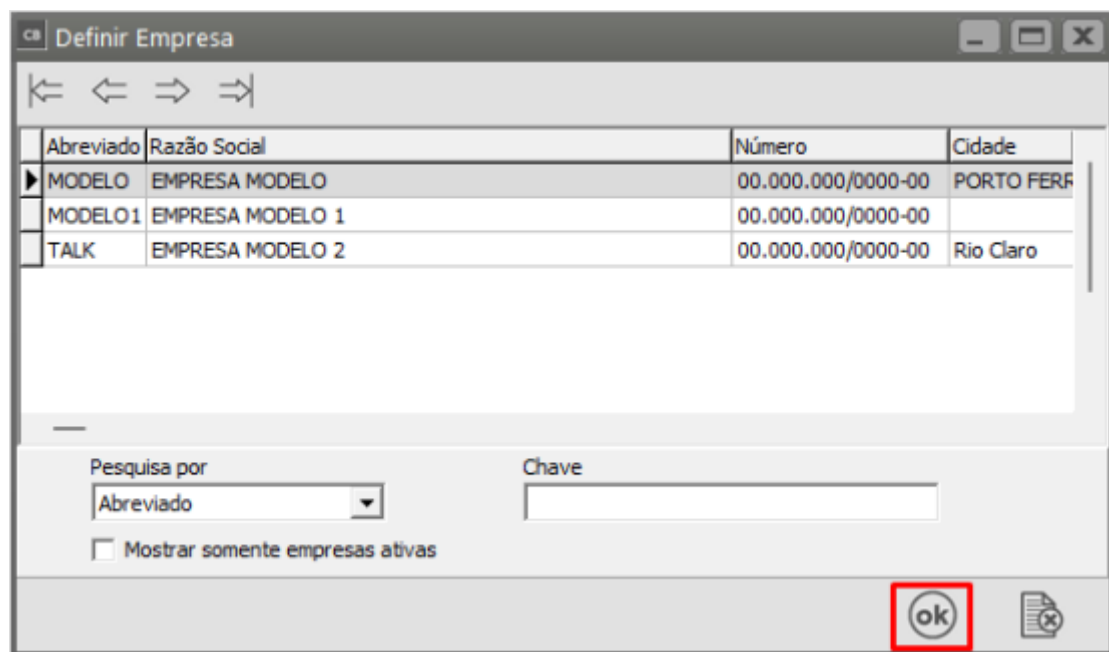 CB Definir Empresa
Abreviado Razão Social Número Cidade
MODELO EMPRESA MODELO 00.000.000/0000-00 PORTO FERR
MODELO1 EMPRESA MODELO 1 00.000.000/0000-00
TALK EMPRESA MODELO 2 00.000.000/0000-00 Rio Claro
Pesquisa por Chave
Abreviado
Mostrar somente empresas ativas
ok